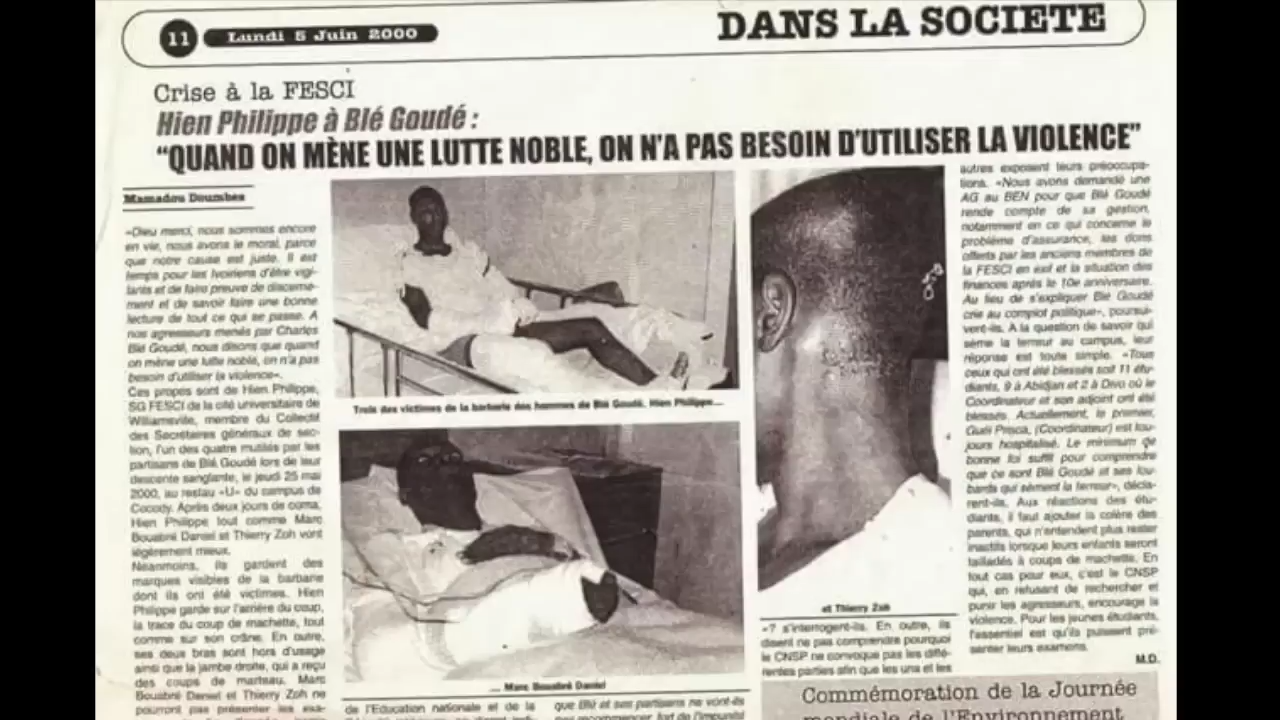 11 Lundi 5 Juin 2000
DANS LA SOCIETE
Crise à la FESCI
Hien Philippe à Blé Goudé :
"QUAND ON MÈNE UNE LUTTE NOBLE, ON N'A PAS BESOIN D'UTILISER LA VIOLENCE"
Mamadou Doumbes
«Dieu merci, nous sommes encore
en vie, nous avons le moral, parce
que notre cause est juste. Il est
temps pour les Ivoiriens d'être vigi-
lants et de faire preuve de discerne-
ment et de savoir faire une bonne
lecture de tout ce qui se passe. A
nos agresseurs menés par Charles
Blé Goudé, nous disons que quand
on mène une lutte noble, on n'a pas
besoin d'utiliser la violence».
Ces propos sont de Hien Philippe,
SG FESCI de la cité universitaire de
Williamsville, membre du Collectif
des Secrétaires généraux de sec-
tion, l'un des quatre mutilés par les
partisans de Blé Goudé lors de leur
descente sanglante, le jeudi 25 mai
2000, au restau «U» du campus de
Cocody. Après deux jours de coma,
Hien Philippe tout comme Marc
Bouabré Daniel et Thierry Zoh vont
légèrement mieux.
Néanmoins, ils gardent des
marques visibles de la barbarie
dont ils ont été victimes. Hien
Philippe garde sur l'arrière du coup,
la trace du coup de machette, tout
comme sur son crâne. En outre,
ses deux bras sont hors d'usage
ainsi que la jambe droite, qui a reçu
des coups de marteau. Marc
Bouabré Daniel et Thierry Zoh ne
pourront pas présenter les exa-
Trois des victimes de la barbarie des hommes de Blé Goudé. Hien Philippe...
... Marc Bouabré Daniel
de l'Education nationale et de la
que Blé et ses partisans ne vont-ils
pas recommencer fort de l'impunité
et Thierry Zoh
»? s'interrogent-ils. En outre, ils
disent ne pas comprendre pourquoi
le CNSP ne convoque pas les diffé-
rentes parties afin que les uns et les
autres exposent leurs préoccupa-
tions. «Nous avons demandé une
AG au BEN pour que Blé Goudé
rende compte de sa gestion,
notamment en ce qui concerne le
problème d'assurance, les dons
offerts par les anciens membres de
la FESCI en exil et la situation des
finances après le 10e anniversaire.
Au lieu de s'expliquer Blé Goudé
crie au complot politique», poursui-
vent-ils. A la question de savoir qui
sème la terreur au campus, leur
réponse est toute simple. «Tous
ceux qui ont été blessés soit 11 étu-
diants, 9 à Abidjan et 2 à Divo où le
Coordinateur et son adjoint ont été
blessés. Actuellement, le premier,
Gueï Prisca, (Coordinateur) est tou-
jours hospitalisé. Le minimum de
bonne foi suffit pour comprendre
que ce sont Blé Goudé et ses lou-
bards qui sèment la terreur», décla-
rent-ils. Aux réactions des étu-
diants, il faut ajouter la colère des
parents, qui n'entendent plus rester
inactifs lorsque leurs enfants seront
tailladés à coups de machette. En
tout cas pour eux, c'est le CNSP
qui, en refusant de rechercher et
punir les agresseurs, encourage la
violence. Pour les jeunes étudiants,
l'essentiel est qu'ils puissent pré-
senter leurs examens.
M.D.
Commémoration de la Journée
mondiale de l'Environnement